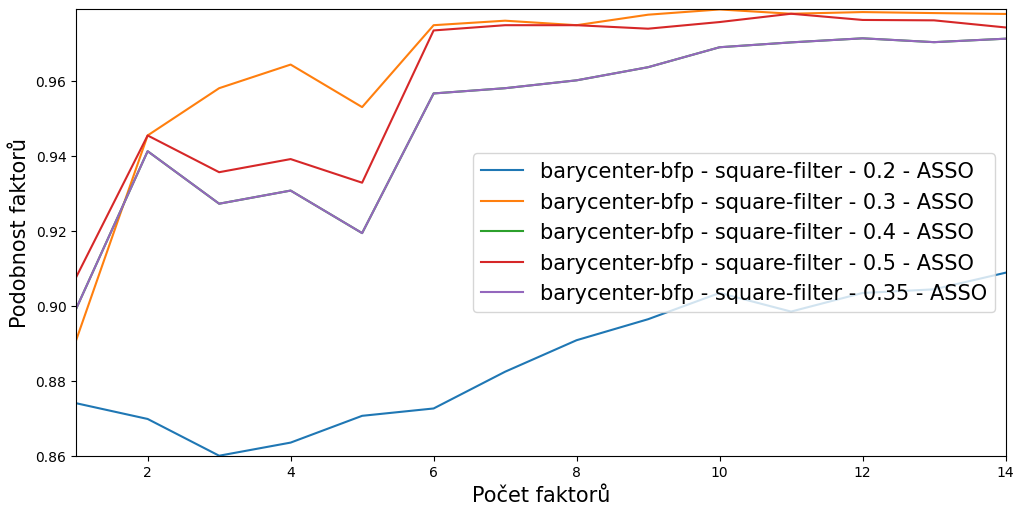 0.96
0.94
0.92
0.90
0.88
0.86
Podobnost faktorů
barycenter-bfp - square-filter - 0.2 - ASSO
barycenter-bfp - square-filter - 0.3 - ASSO
barycenter-bfp - square-filter - 0.4 - ASSO
barycenter-bfp - square-filter - 0.5 - ASSO
barycenter-bfp - square-filter - 0.35 - ASSO
2 4 6 8 10 12 14
Počet faktorů